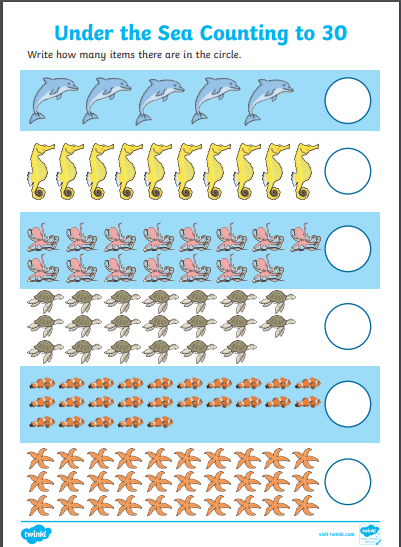 Under the Sea Counting to 30
Write how many items there are in the circle.
twinkl
visit twinkl.com